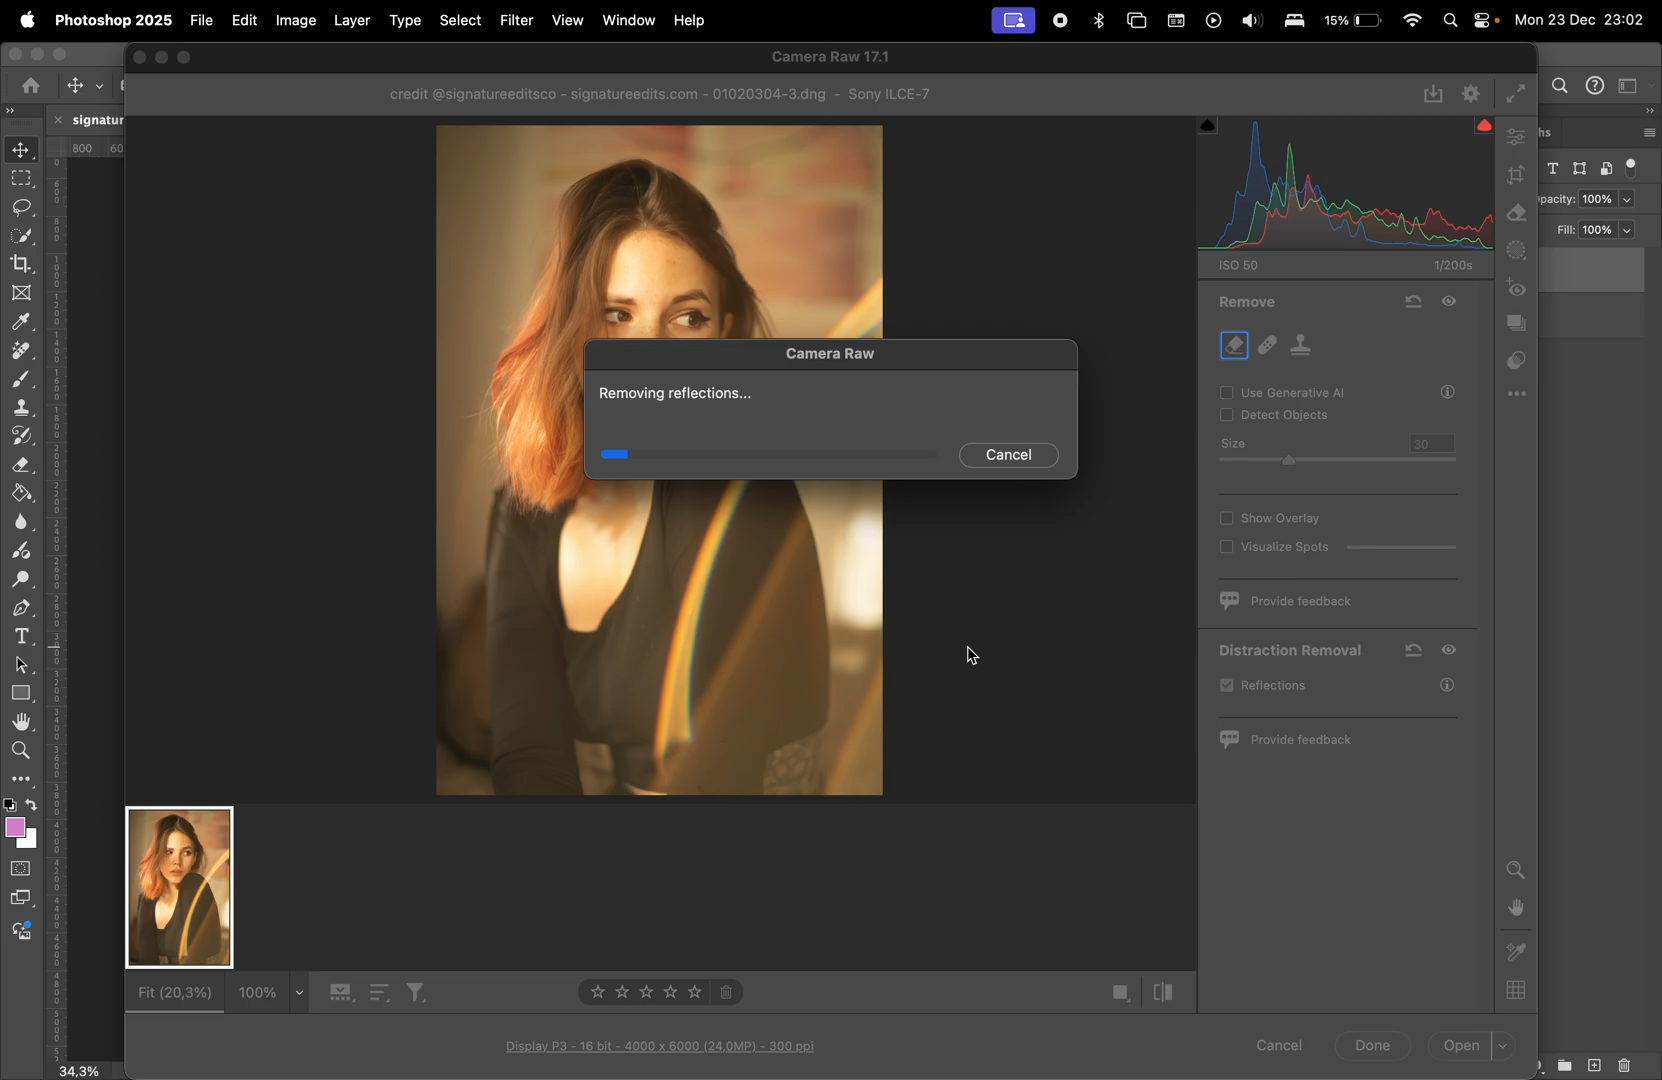 Photoshop 2025 File Edit Image Layer Type Select Filter View Window Help 15% Mon 23 Dec 23:02
Camera Raw 17.1
credit @signatureeditsco - signatureedits.com - 01020304-3.dng - Sony ILCE-7
signatur
800 60
ISO 50 1/200s
Remove
Use Generative AI
Detect Objects
Size 30
Show Overlay
Visualize Spots
Provide feedback
Distraction Removal
Reflections
Provide feedback
Camera Raw
Removing reflections...
Cancel
hs
pacity: 100%
Fill: 100%
Fit (20,3%) 100%
Display P3 - 16 bit - 4000 x 6000 (24,0MP) - 300 ppi
Cancel Done Open
34,3%